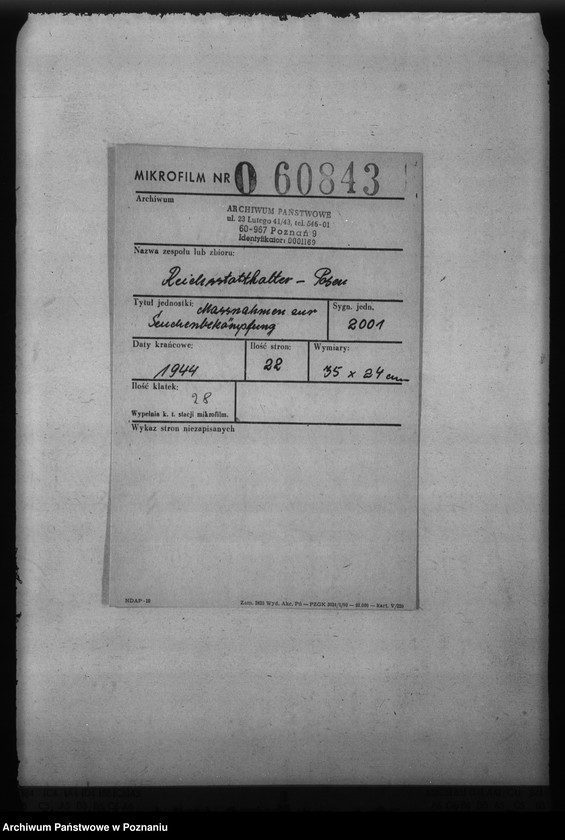 MIKROFILM NR 0 60843
Archiwum
ARCHIWUM PAŃSTWOWE
ul. 23 Lutego 41/43, tel. 546-01
60-967 Poznań 9
Identyfikator: 0001169
Nazwa zespołu lub zbioru:
Reichsstatthalter – Posen
Tytuł jednostki: Massnahmen zur
Seuchenbekämpfung
Sygn. jedn.
2001
Daty krańcowe:
1944
Ilość stron:
22
Wymiary:
35 x 24 cm
Ilość klatek:
28
Wypełnia k. t. stacji mikrofilm.
Wykaz stron niezapisanych
Archiwum Państwowe w Poznaniu